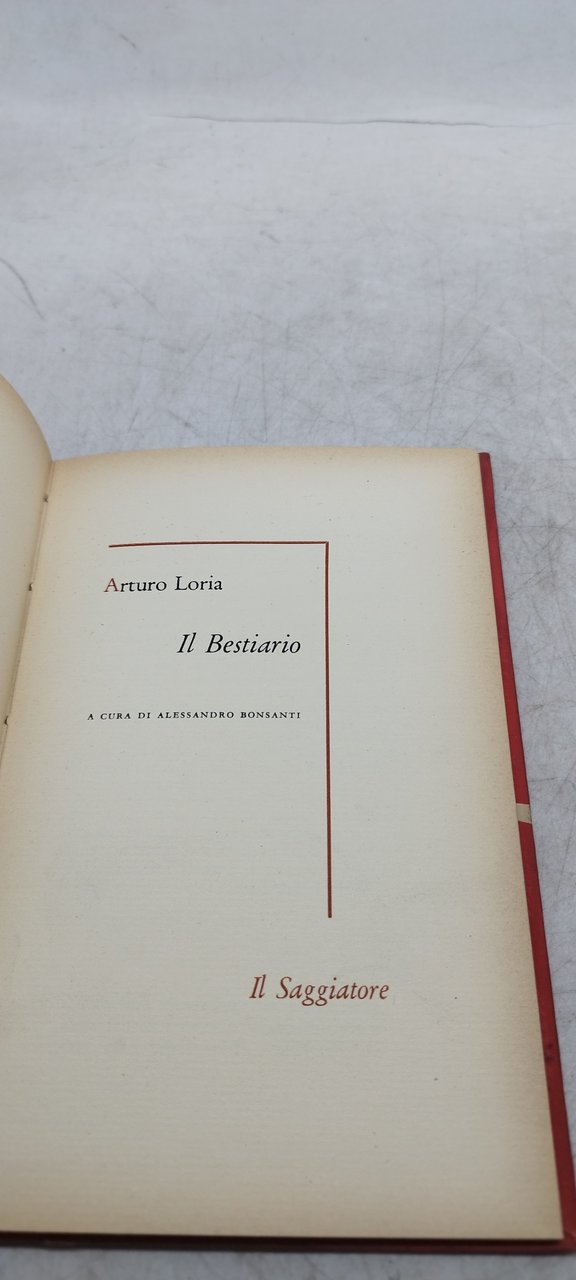 Arturo Loria
Il Bestiario
A CURA DI ALESSANDRO BONSANTI
Il Saggiatore